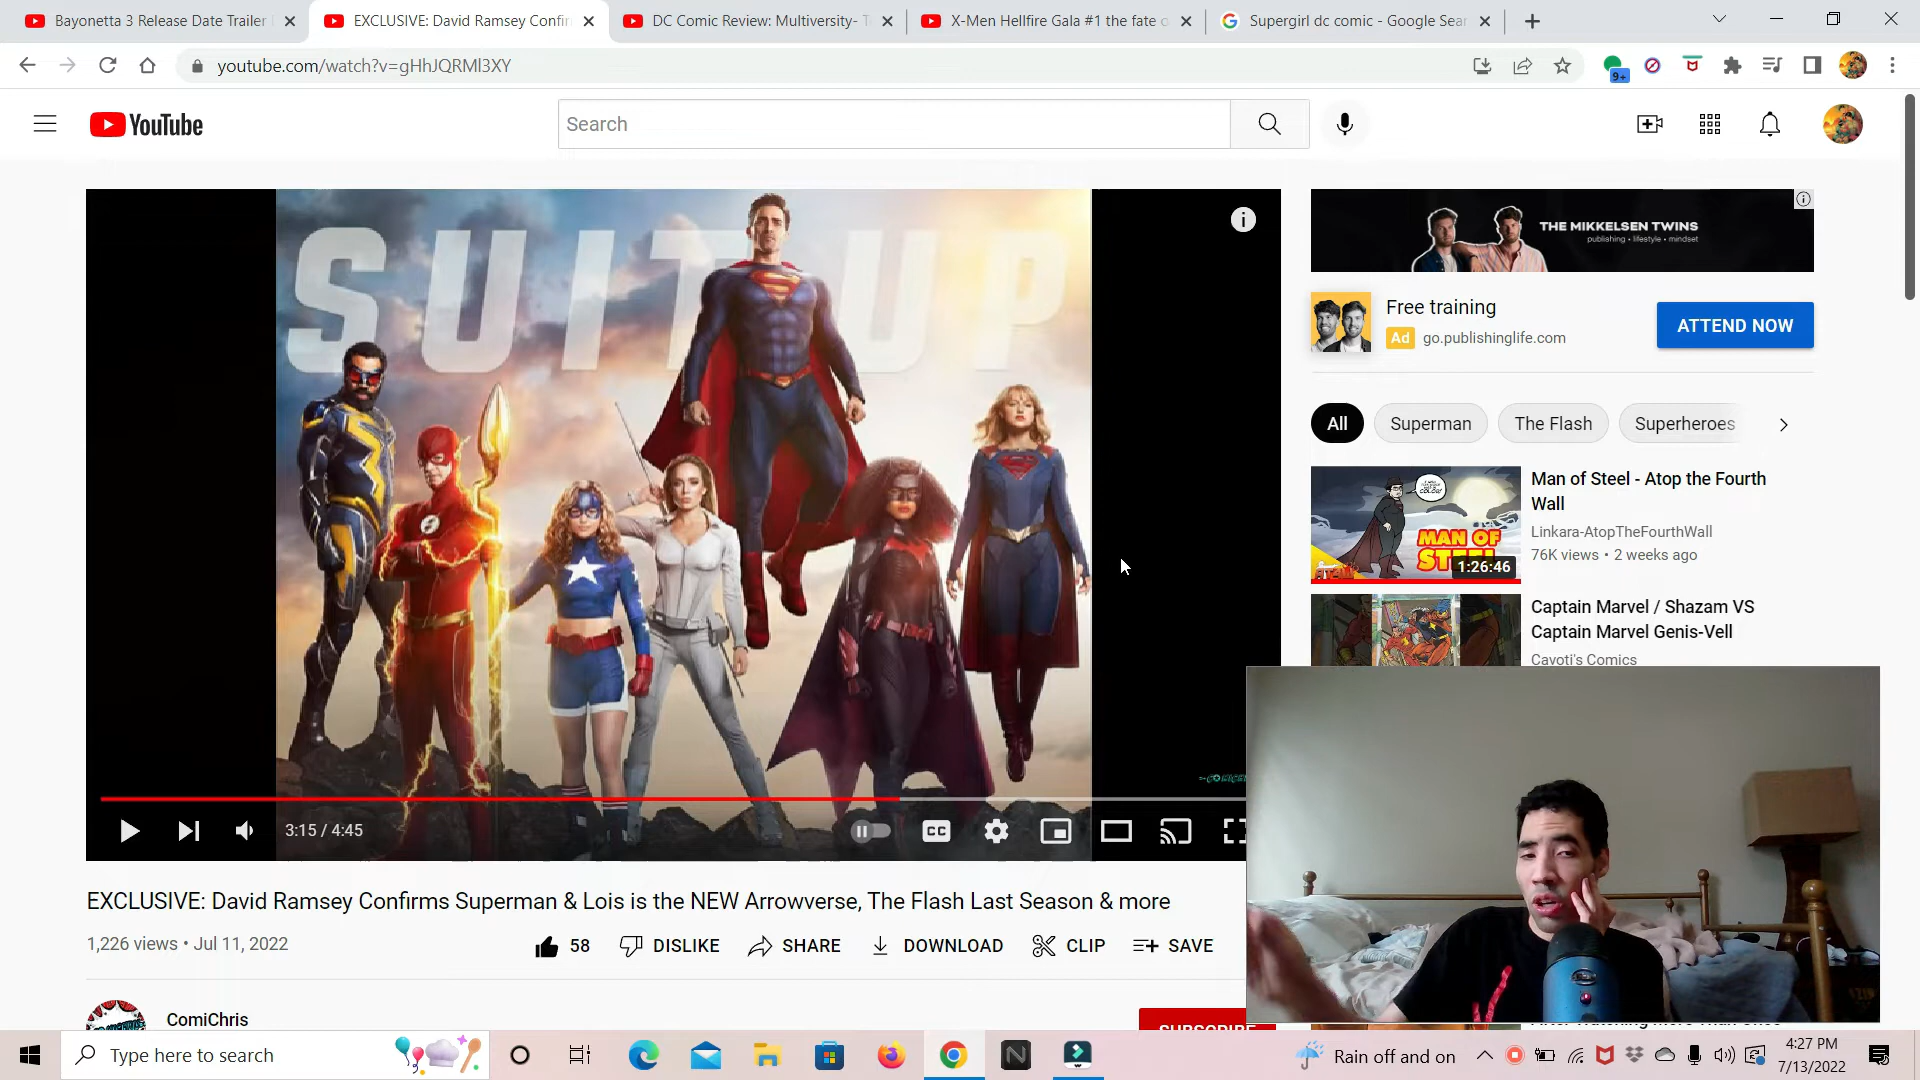 Bayonetta 3 Release Date Trailer
EXCLUSIVE: David Ramsey Confir
DC Comic Review: Multiversity- T
X-Men Hellfire Gala #1 the fate o
Supergirl dc comic - Google Sear
youtube.com/watch?v=gHhJQRMl3XY
9+
YouTube
Search
SUIT UP
THE MIKKELSEN TWINS
publishing • lifestyle • mindset
Free training
Ad go.publishinglife.com
ATTEND NOW
All
Superman
The Flash
Superheroes
Man of Steel - Atop the Fourth
Wall
Linkara-AtopTheFourthWall
76K views • 2 weeks ago
MAN OF
STEEL
1:26:46
Captain Marvel / Shazam VS
Captain Marvel Genis-Vell
Cavoti's Comics
3:15 / 4:45
CC
EXCLUSIVE: David Ramsey Confirms Superman & Lois is the NEW Arrowverse, The Flash Last Season & more
1,226 views • Jul 11, 2022
58
DISLIKE
SHARE
DOWNLOAD
CLIP
SAVE
ComiChris
SUBSCRIBE
Type here to search
Rain off and on
4:27 PM
7/13/2022